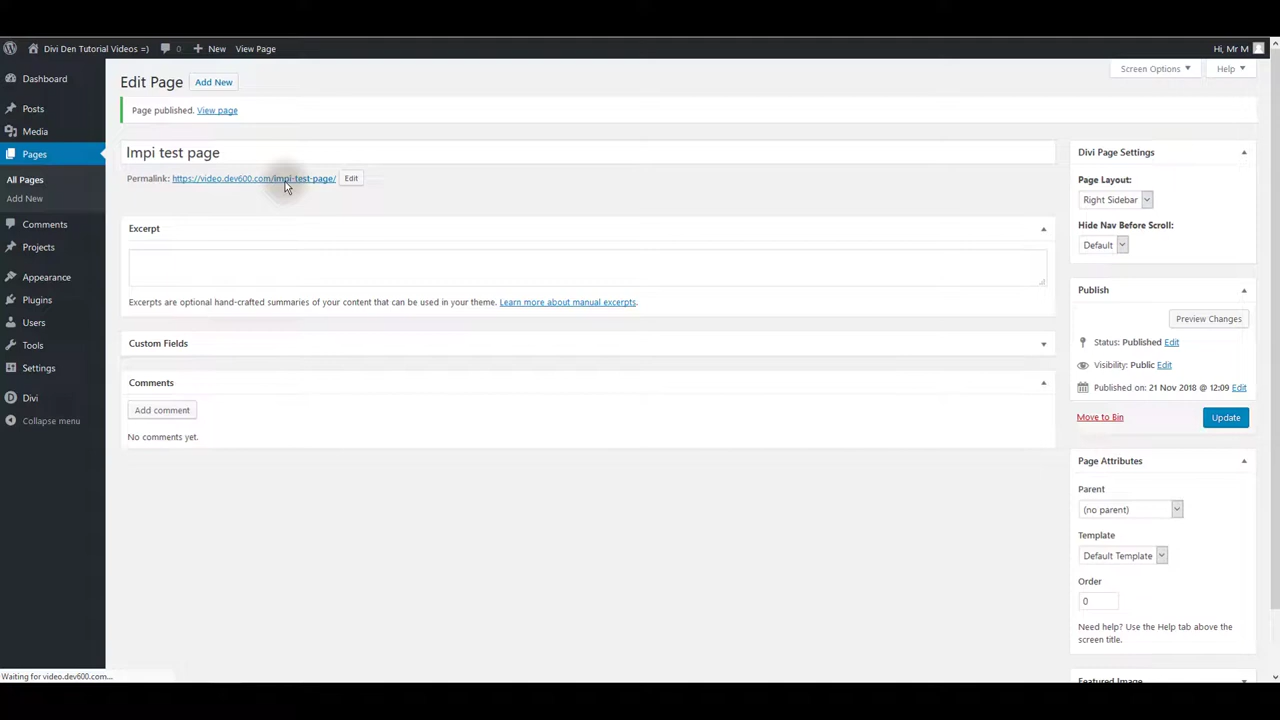 Divi Den Tutorial Videos =) 0 + New View Page Hi, Mr M
Dashboard
Posts
Media
Pages
All Pages
Add New
Comments
Projects
Appearance
Plugins
Users
Tools
Settings
Divi
Collapse menu
Screen Options Help
Edit Page Add New
Page published. View page
Impi test page
Permalink: https://video.dev600.com/impi-test-page/ Edit
Excerpt
Excerpts are optional hand-crafted summaries of your content that can be used in your theme. Learn more about manual excerpts.
Custom Fields
Comments
Add comment
No comments yet.
Divi Page Settings
Page Layout:
Right Sidebar
Hide Nav Before Scroll:
Default
Publish
Preview Changes
Status: Published Edit
Visibility: Public Edit
Published on: 21 Nov 2018 @ 12:09 Edit
Move to Bin Update
Page Attributes
Parent
(no parent)
Template
Default Template
Order
0
Need help? Use the Help tab above the
screen title.
Featured Image
Waiting for video.dev600.com...